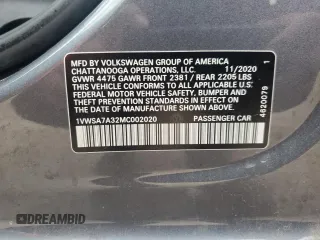 MFD BY VOLKSWAGEN GROUP OF AMERICA
CHATTANOOGA OPERATIONS, LLC. 11/2020
GVWR 4475 GAWR FRONT 2381 / REAR 2205 LBS
THIS VEHICLE CONFORMS TO ALL APPLICABLE
FEDERAL MOTOR VEHICLE SAFETY, BUMPER AND
THEFT PREVENTION STANDARDS IN EFFECT ON
THE DATE OF MANUFACTURE SHOWN ABOVE.
1VWSA7A32MC002020 PASSENGER CAR
4620079
© DREAMBID